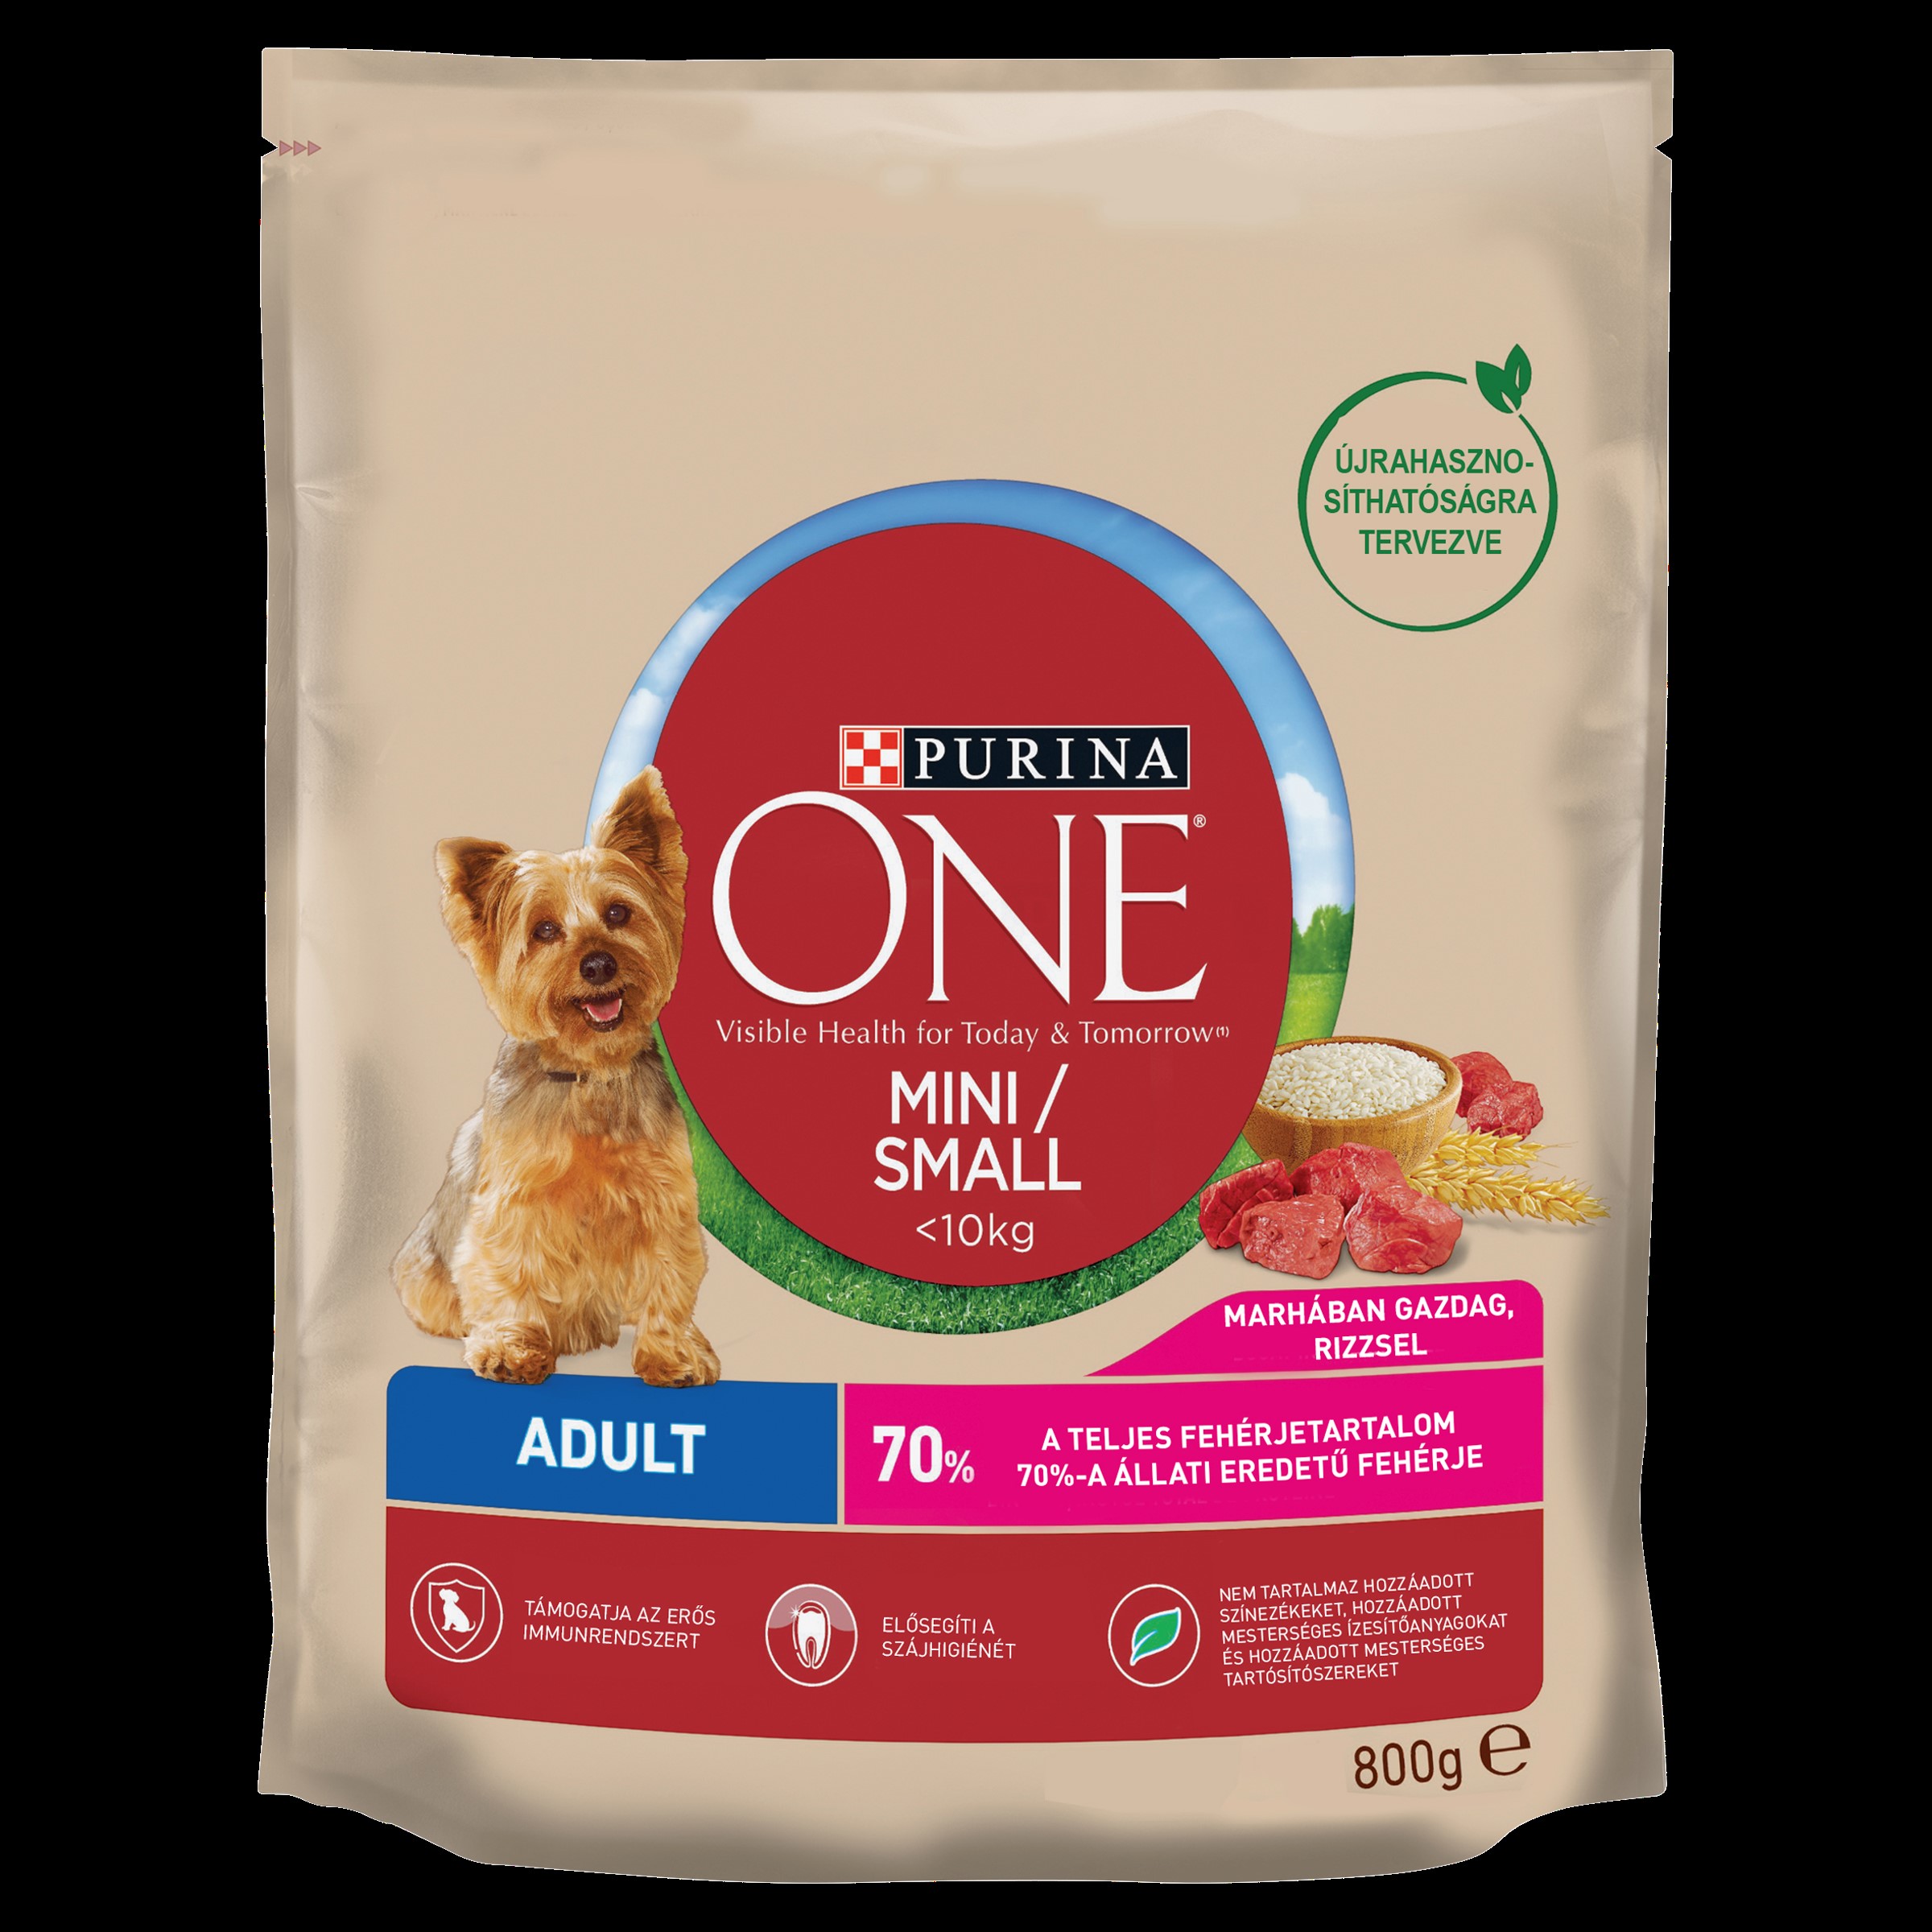 ÚJRAHASZNO-
SÍTHATÓSÁGRA
TERVEZVE
PURINA
ONE®
Visible Health for Today & Tomorrow(1)
MINI /
SMALL
<10kg
MARHÁBAN GAZDAG,
RIZZSEL
ADULT
70%
A TELJES FEHÉRJETARTALOM
70%-A ÁLLATI EREDETŰ FEHÉRJE
TÁMOGATJA AZ ERŐS
IMMUNRENDSZERT
ELŐSEGÍTI A
SZÁJHIGIÉNÉT
NEM TARTALMAZ HOZZÁADOTT
SZÍNEZÉKEKET, HOZZÁADOTT
MESTERSÉGES ÍZESÍTŐANYAGOKAT
ÉS HOZZÁADOTT MESTERSÉGES
TARTÓSÍTÓSZEREKET
800g ℮